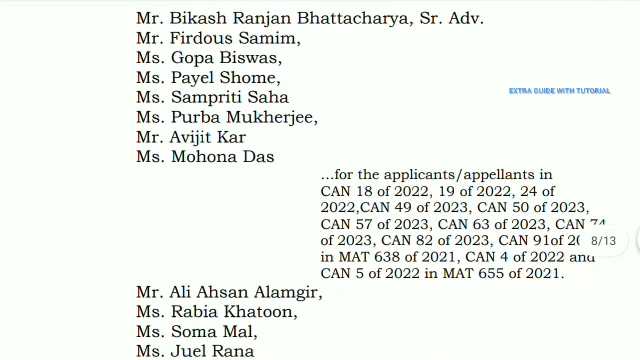 Mr. Bikash Ranjan Bhattacharya, Sr. Adv.
Mr. Firdous Samim,
Ms. Gopa Biswas,
Ms. Payel Shome,
Ms. Sampriti Saha
EXTRA GUIDE WITH TUTORIAL
Ms. Purba Mukherjee,
Mr. Avijit Kar
Ms. Mohona Das
...for the applicants/appellants in
CAN 18 of 2022, 19 of 2022, 24 of
2022,CAN 49 of 2023, CAN 50 of 2023,
CAN 57 of 2023, CAN 63 of 2023, CAN
of 2023, CAN 82 of 2023, CAN 91of
8/13
in MAT 638 of 2021, CAN 4 of 2022 and
CAN 5 of 2022 in MAT 655 of 2021.
Mr. Ali Ahsan Alamgir,
Ms. Rabia Khatoon,
Ms. Soma Mal,
Ms. Juel Rana